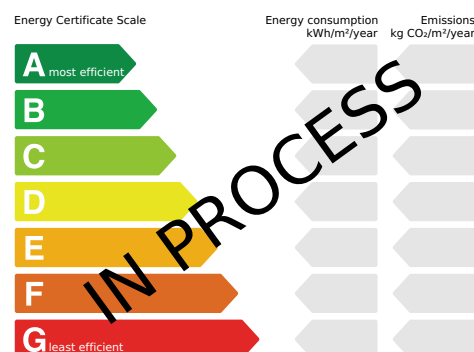 Energy Certificate Scale
Energy consumption
kWh/m²/year
Emissions
kg CO₂/m²/year
A most efficient
B
C
D
E
F
G least efficient
IN PROCESS